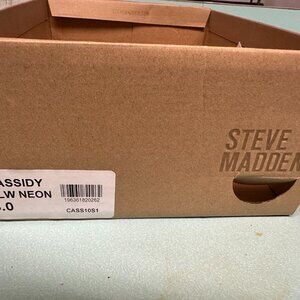 STEVE
MADDEN
ASSIDY
LW NEON
.0
196361820262
CASS10S1